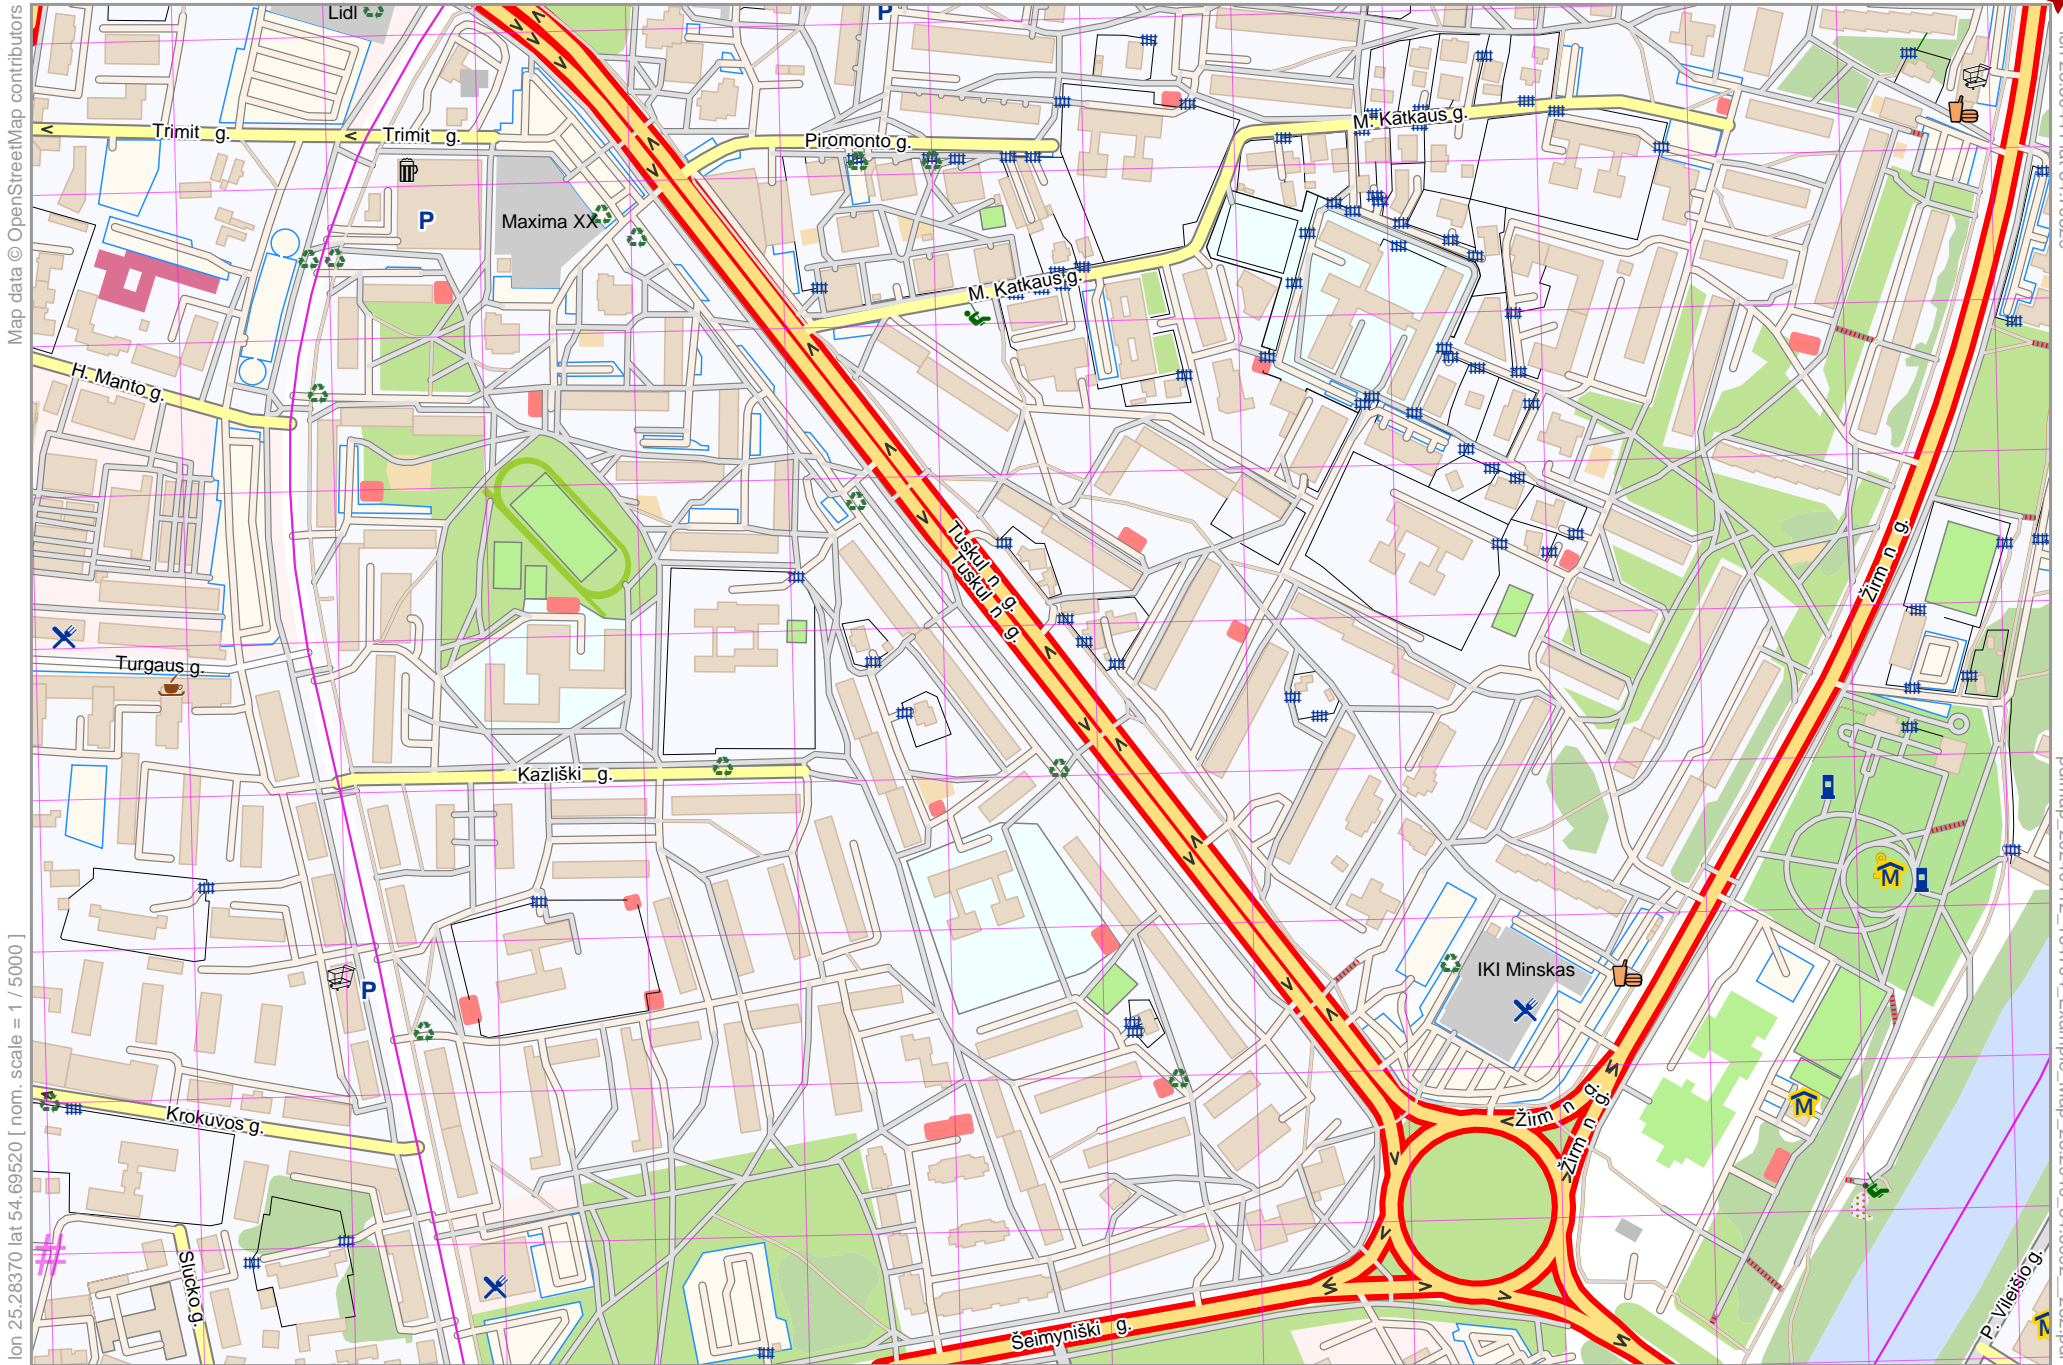 Lidl
P
Trimit g.
Trimit g.
Piromonto g.
M. Katkaus g.
P
Maxima XX
M. Katkaus g.
H. Manto g.
Tuskul n g.
Tuskul n g.
Žirm n g.
Turgaus g.
Kazliški g.
IKI Minskas
P
M
M
Žirm n g.
Žirm n g.
Krokuvos g.
Slucko g.
Šeimyniški g.
P. Vileišio g.
M
Map data © OpenStreetMap contributors
lon 25.28370 lat 54.69520 [ nom. scale = 1 / 5000 ]